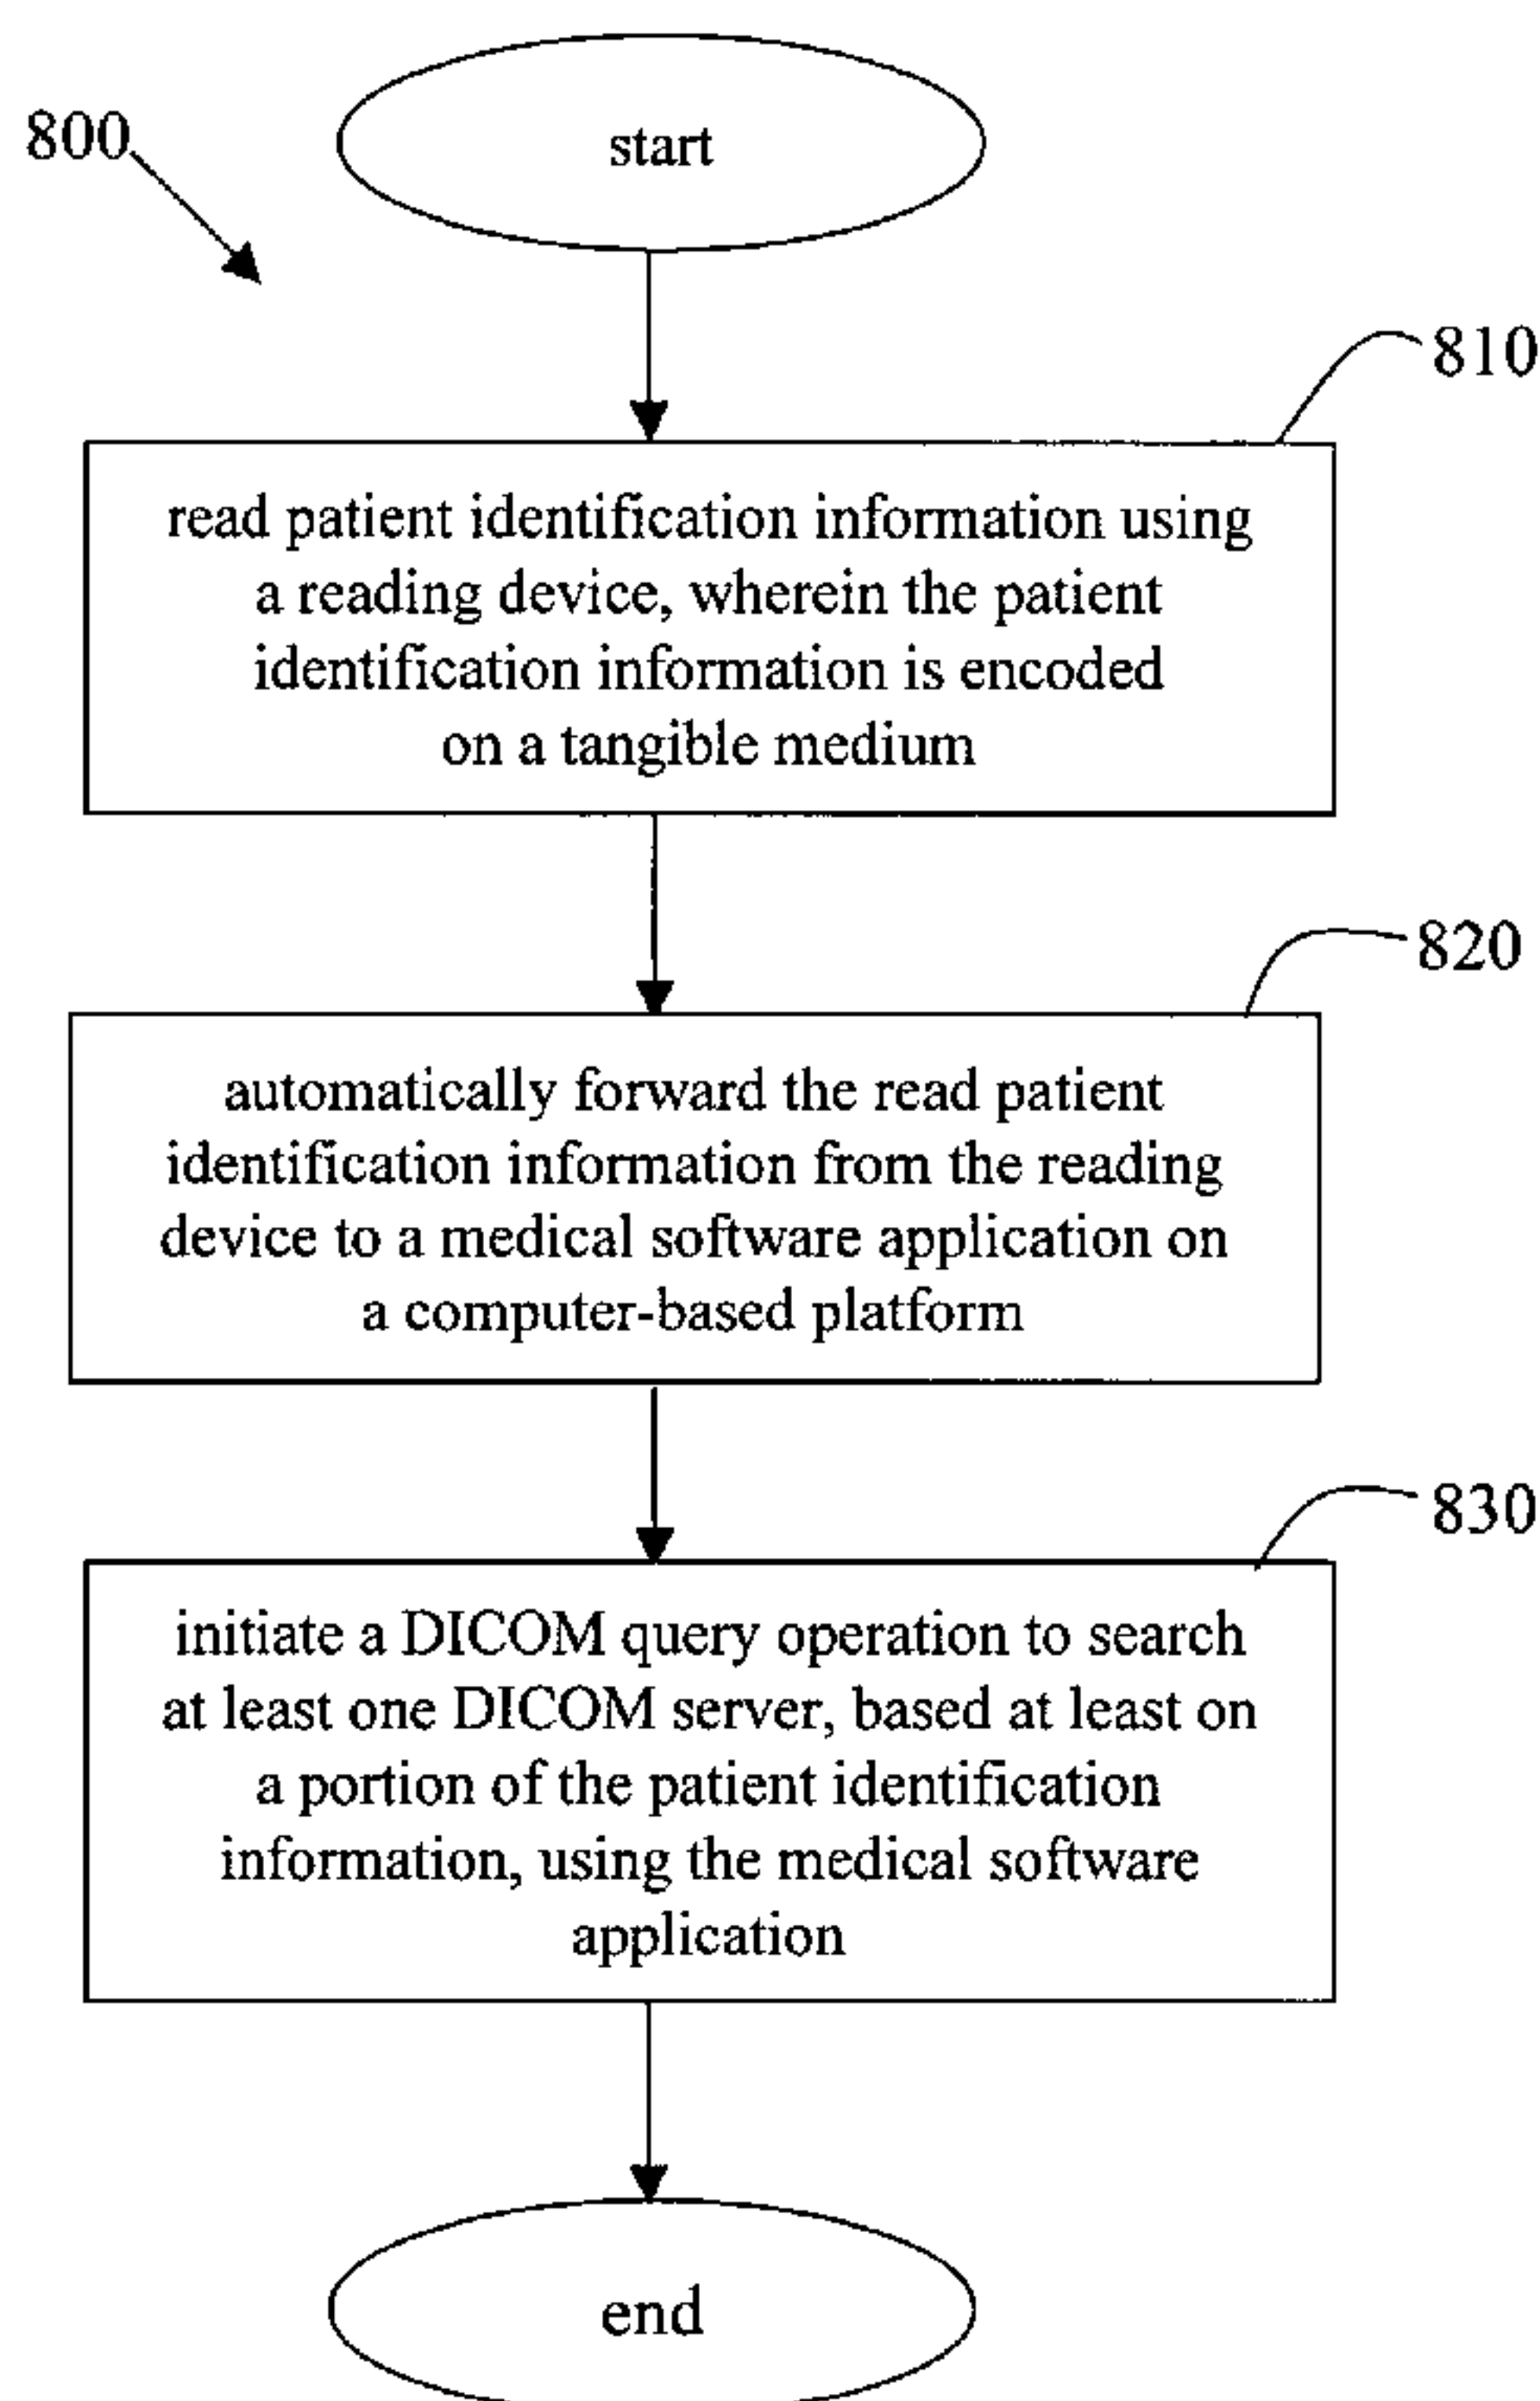 800
start
810
read patient identification information using
a reading device, wherein the patient
identification information is encoded
on a tangible medium
820
automatically forward the read patient
identification information from the reading
device to a medical software application on
a computer-based platform
830
initiate a DICOM query operation to search
at least one DICOM server, based at least on
a portion of the patient identification
information, using the medical software
application
end